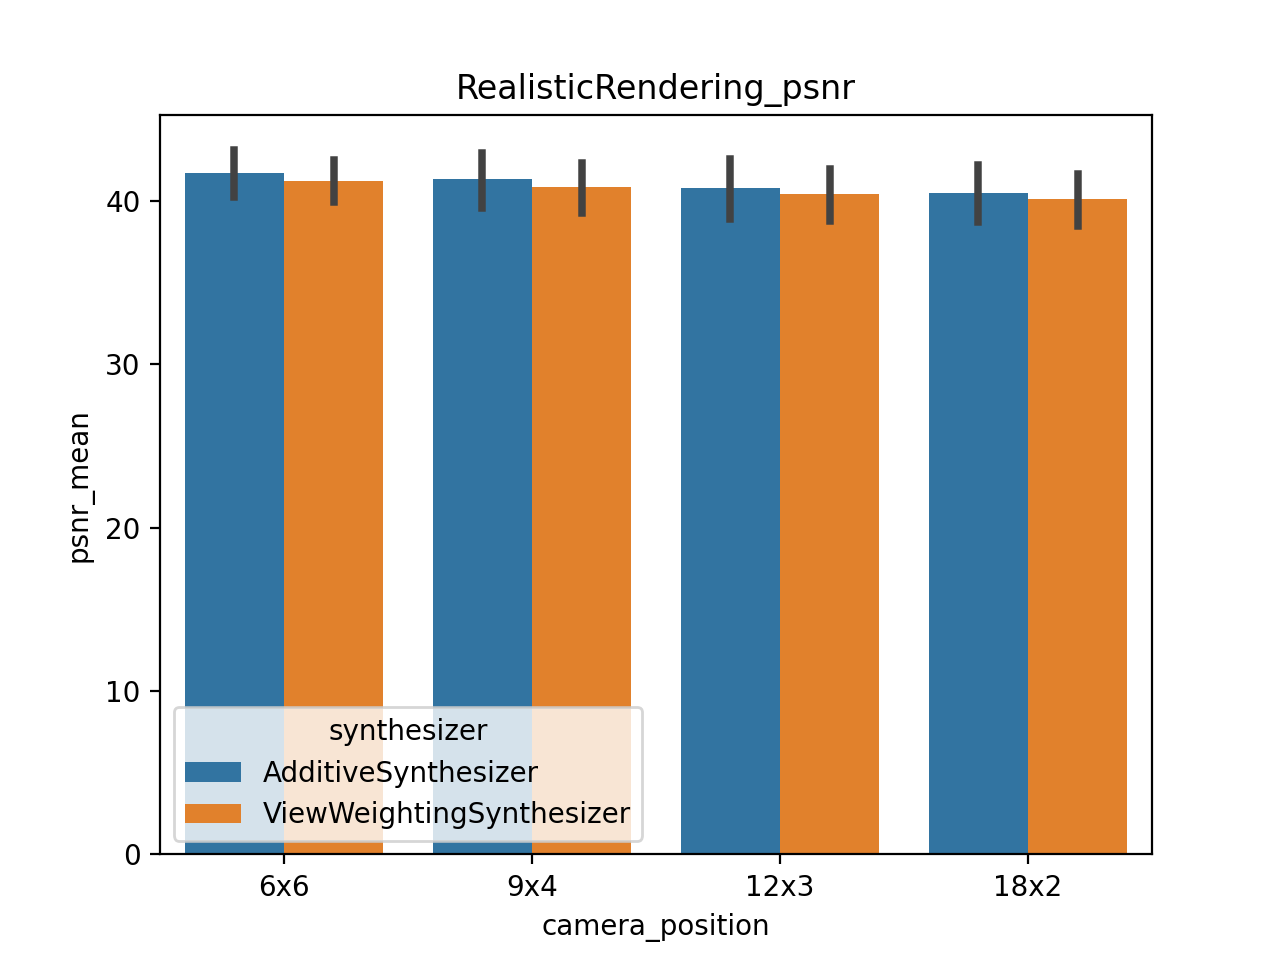 RealisticRendering_psnr
psnr_mean
40
30
20
10
0
synthesizer
AdditiveSynthesizer
ViewWeightingSynthesizer
6x6 9x4 12x3 18x2
camera_position